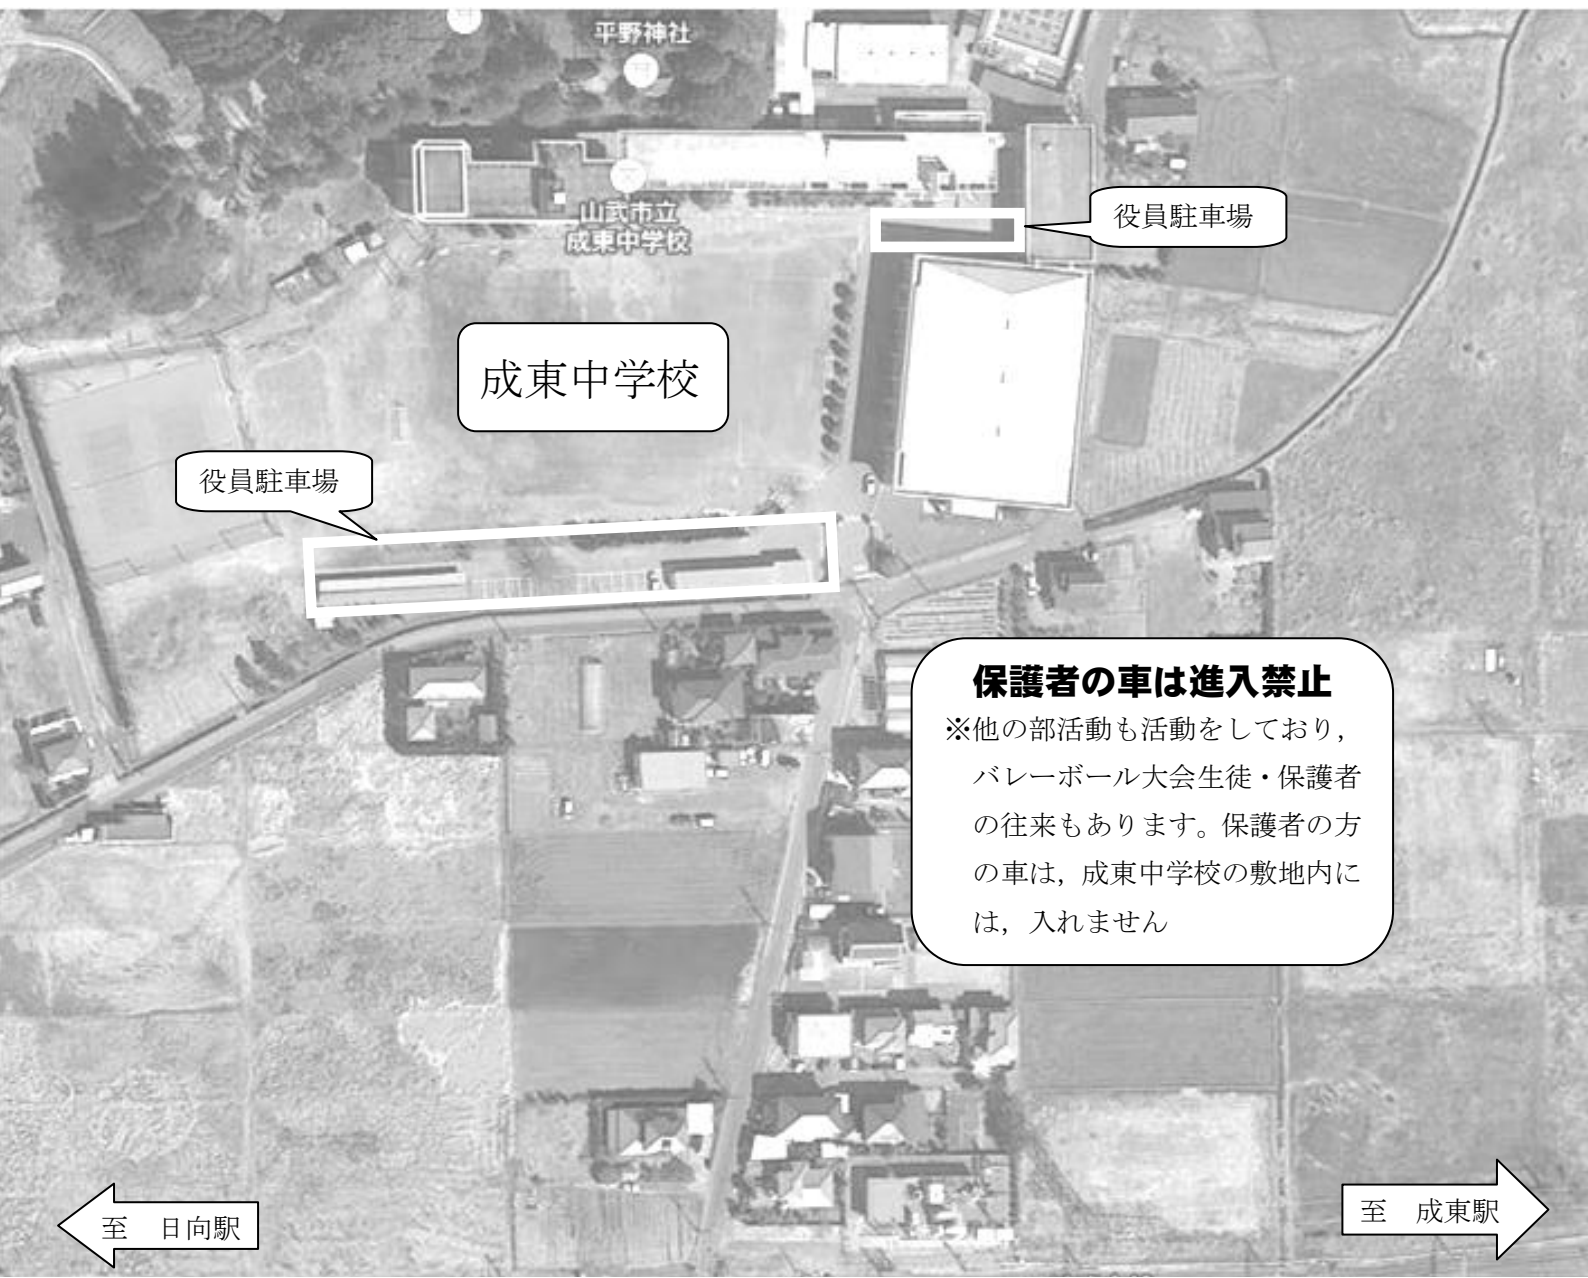 平野神社
山武市立
成東中学校
役員駐車場
成東中学校
役員駐車場
保護者の車は進入禁止
※他の部活動も活動をしており，
バレーボール大会生徒・保護者
の往来もあります。保護者の方
の車は，成東中学校の敷地内に
は，入れません
至　日向駅
至　成東駅